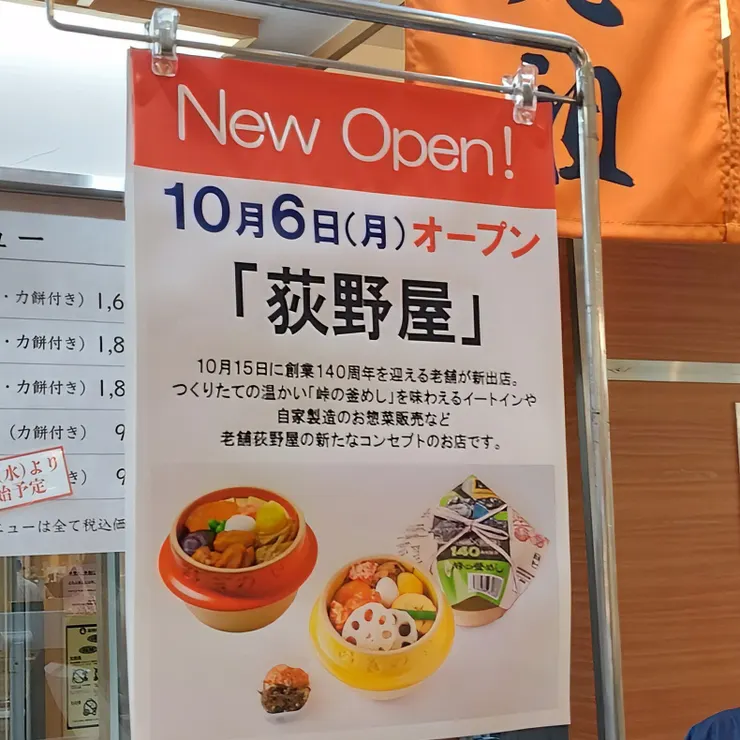 New Open!
10月6日(月)オープン
「荻野屋」
10月15日に創業140周年を迎える老舗が新出店。
つくりたての温かい「峠の釜めし」を味わえるイートインや
自家製造のお惣菜販売など
老舗荻野屋の新たなコンセプトのお店です。
140
峠の釜めし
ュー
・力餅付き) 1,6
・力餅付き) 1,8
・力餅付き) 1,8
(力餅付き) 9
き) 9
(水)より
始予定
ニューは全て税込価